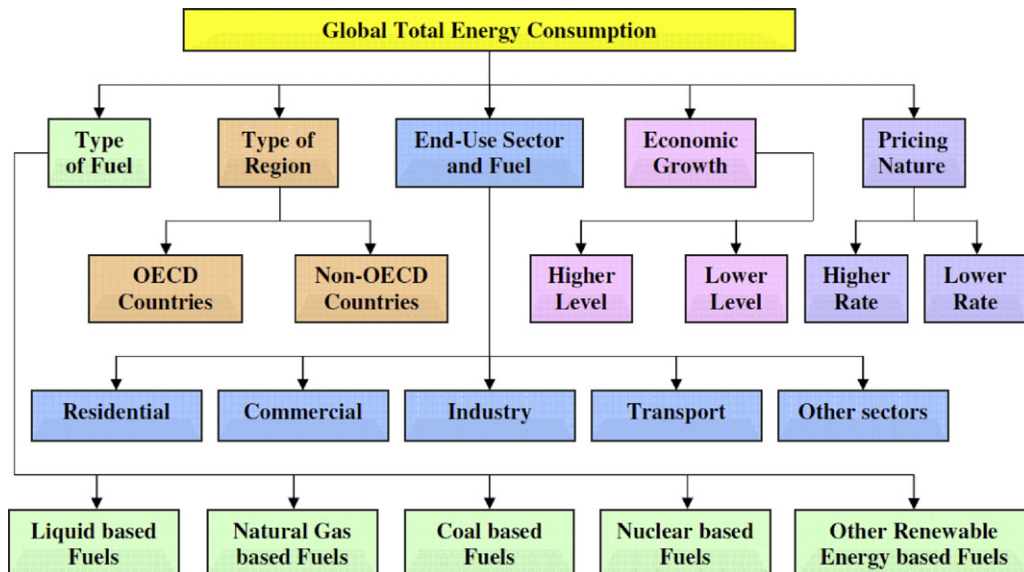 Global Total Energy Consumption
Type
of Fuel
Type of
Region
End-Use Sector
and Fuel
Economic
Growth
Pricing
Nature
OECD
Countries
Non-OECD
Countries
Higher
Level
Lower
Level
Higher
Rate
Lower
Rate
Residential
Commercial
Industry
Transport
Other sectors
Liquid based
Fuels
Natural Gas
based Fuels
Coal based
Fuels
Nuclear based
Fuels
Other Renewable
Energy based Fuels